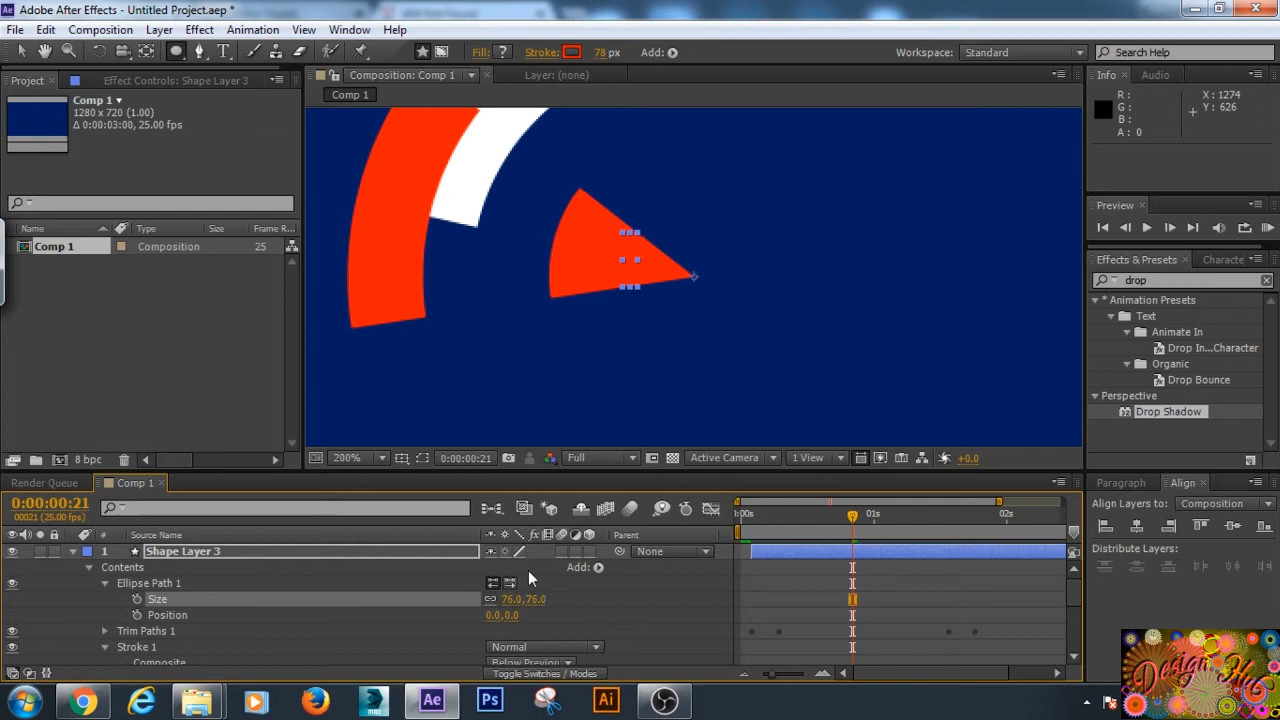 Adobe After Effects - Untitled Project.aep *
File Edit Composition Layer Effect Animation View Window Help
Fill: ? Stroke: 78 px Add: Workspace: Standard Search Help
Project Effect Controls: Shape Layer 3 Composition: Comp 1 Layer: (none) Info Audio
Comp 1
1280 x 720 (1.00)
Δ 0:00:03:00, 25.00 fps
Comp 1
R :
G :
B :
A : 0
X : 1274
Y : 626
Preview
Name Type Size Frame R...
Comp 1 Composition 25
Effects & Presets Characte
drop
* Animation Presets
Text
Animate In
Drop In...Character
Organic
Drop Bounce
Perspective
Drop Shadow
8 bpc
200% 0:00:00:21 Full Active Camera 1 View +0.0
Render Queue Comp 1
0:00:00:21
00021 (25.00 fps)
:00s 01s 02s
# Source Name fx Parent
1 Shape Layer 3 None
Contents Add:
Ellipse Path 1
Size 76.0,76.0
Position 0.0,0.0
Trim Paths 1
Stroke 1 Normal
Composite Below Previou
Toggle Switches / Modes
Paragraph Align
Align Layers to: Composition
Distribute Layers:
Ae Ps Ai
Design Hug